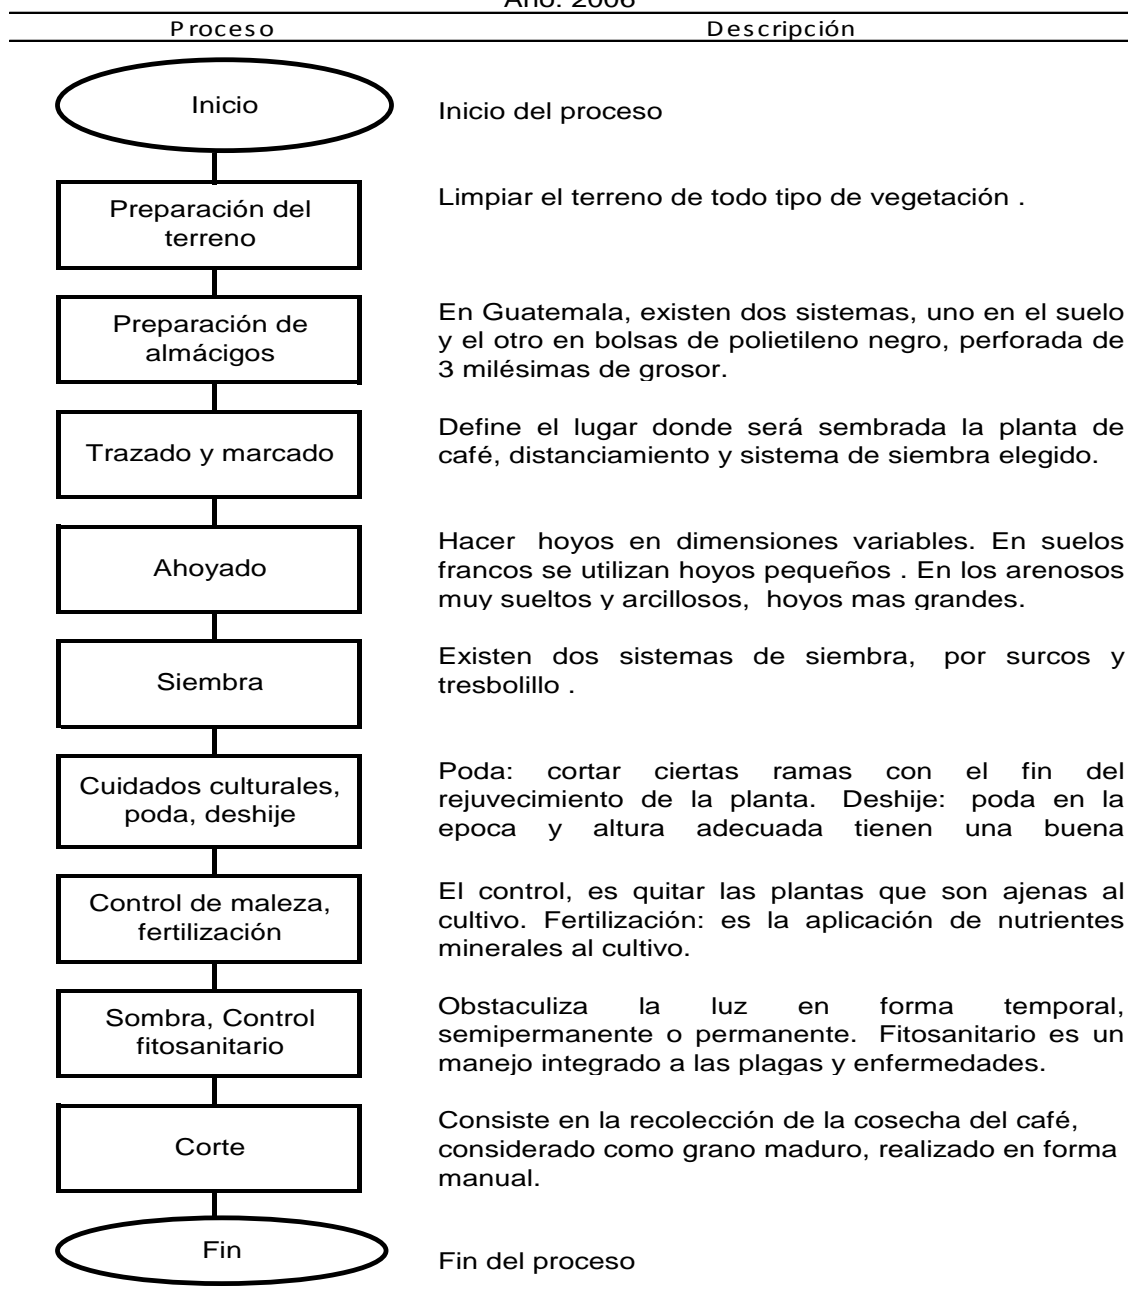 Año: 2006
Proceso Descripción
Inicio
Inicio del proceso
Preparación del
terreno
Limpiar el terreno de todo tipo de vegetación .
Preparación de
almácigos
En Guatemala, existen dos sistemas, uno en el suelo
y el otro en bolsas de polietileno negro, perforada de
3 milésimas de grosor.
Trazado y marcado
Define el lugar donde será sembrada la planta de
café, distanciamiento y sistema de siembra elegido.
Ahoyado
Hacer hoyos en dimensiones variables. En suelos
francos se utilizan hoyos pequeños . En los arenosos
muy sueltos y arcillosos, hoyos mas grandes.
Siembra
Existen dos sistemas de siembra, por surcos y
tresbolillo .
Cuidados culturales,
poda, deshije
Poda: cortar ciertas ramas con el fin del
rejuvecimiento de la planta. Deshije: poda en la
epoca y altura adecuada tienen una buena
Control de maleza,
fertilización
El control, es quitar las plantas que son ajenas al
cultivo. Fertilización: es la aplicación de nutrientes
minerales al cultivo.
Sombra, Control
fitosanitario
Obstaculiza la luz en forma temporal,
semipermanente o permanente. Fitosanitario es un
manejo integrado a las plagas y enfermedades.
Corte
Consiste en la recolección de la cosecha del café,
considerado como grano maduro, realizado en forma
manual.
Fin
Fin del proceso